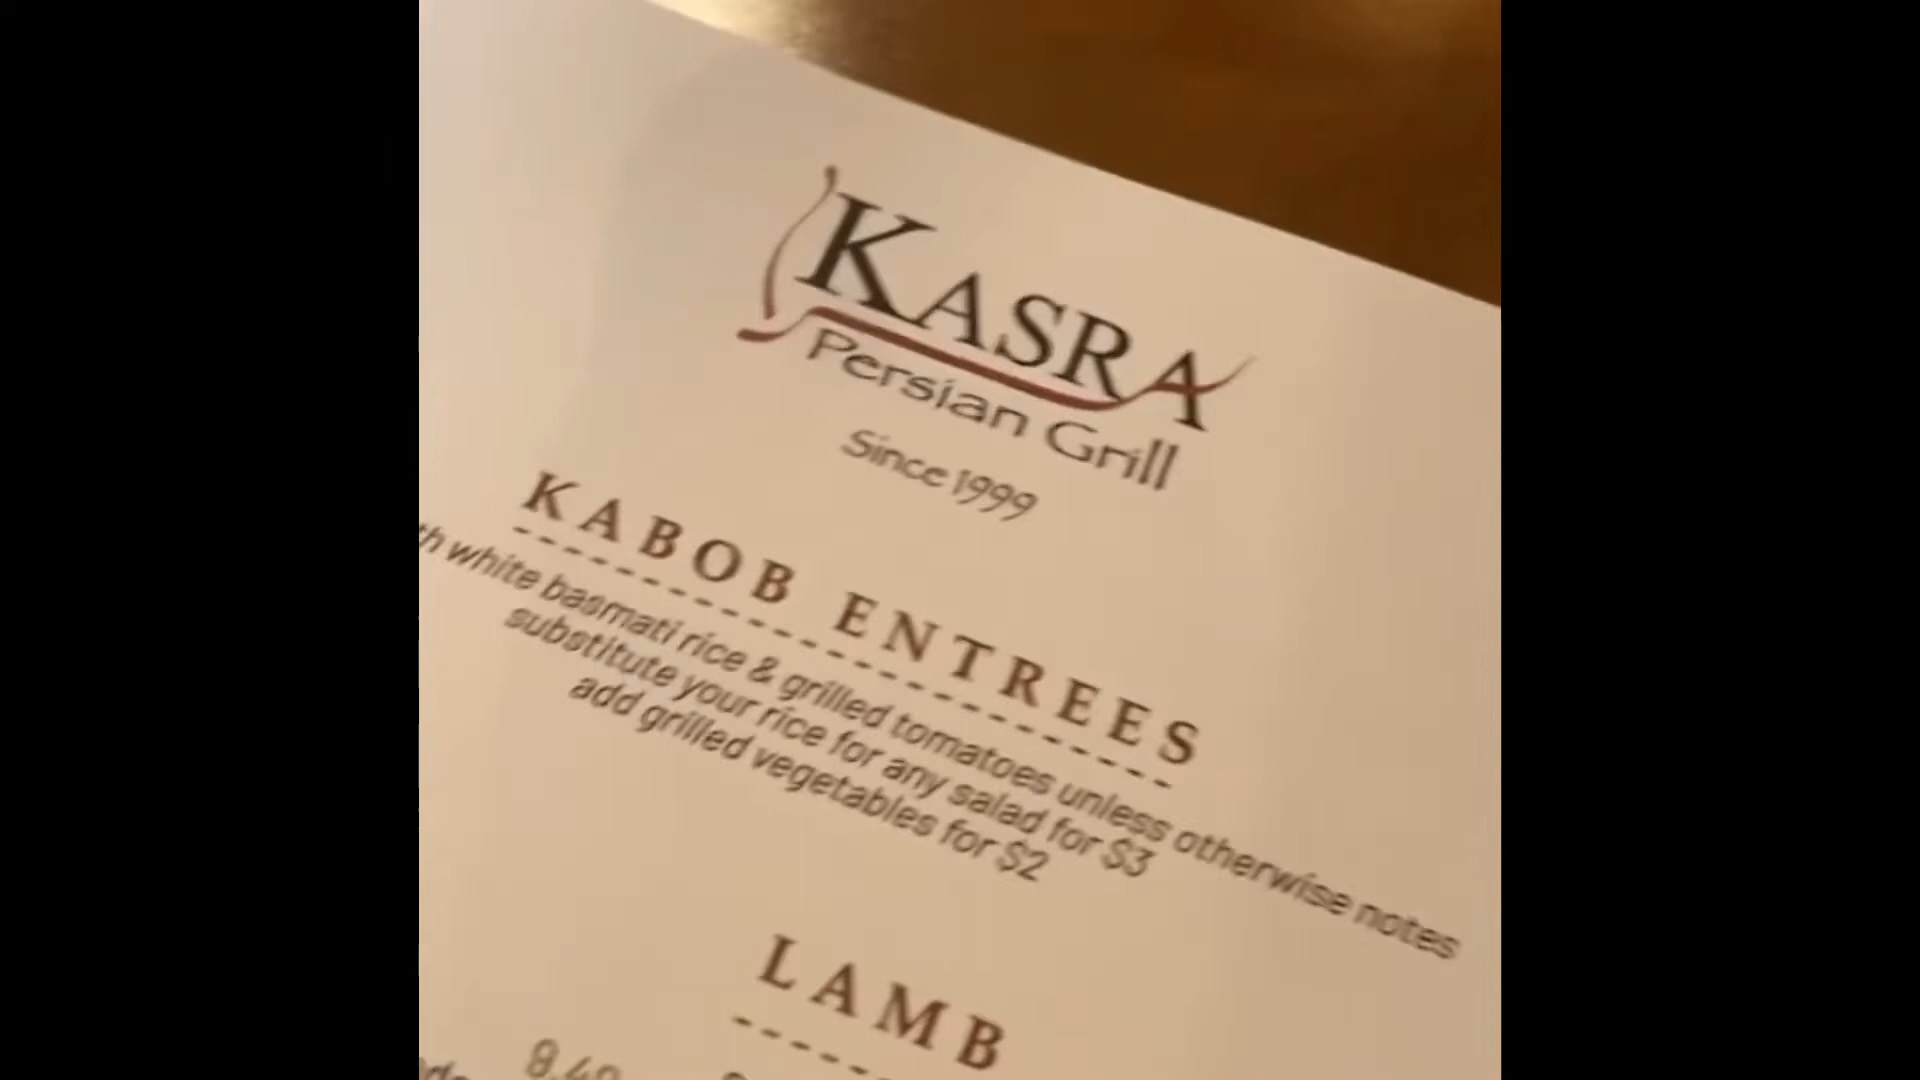 KASRA
Persian Grill
Since 1999
KABOB ENTREES
white basmati rice & grilled tomatoes unless otherwise notes
substitute your rice for any salad for $3
add grilled vegetables for $2
LAMB